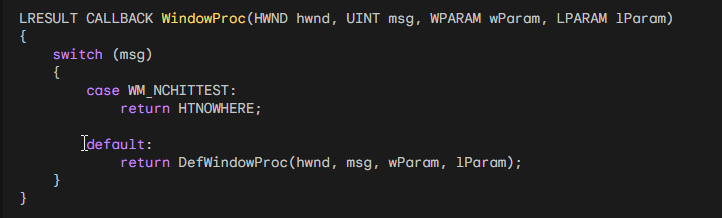 LRESULT CALLBACK WindowProc(HWND hwnd, UINT msg, WPARAM wParam, LPARAM lParam)
{
    switch (msg)
    {
        case WM_NCHITTEST:
            return HTNOWHERE;

        default:
            return DefWindowProc(hwnd, msg, wParam, lParam);
    }
}